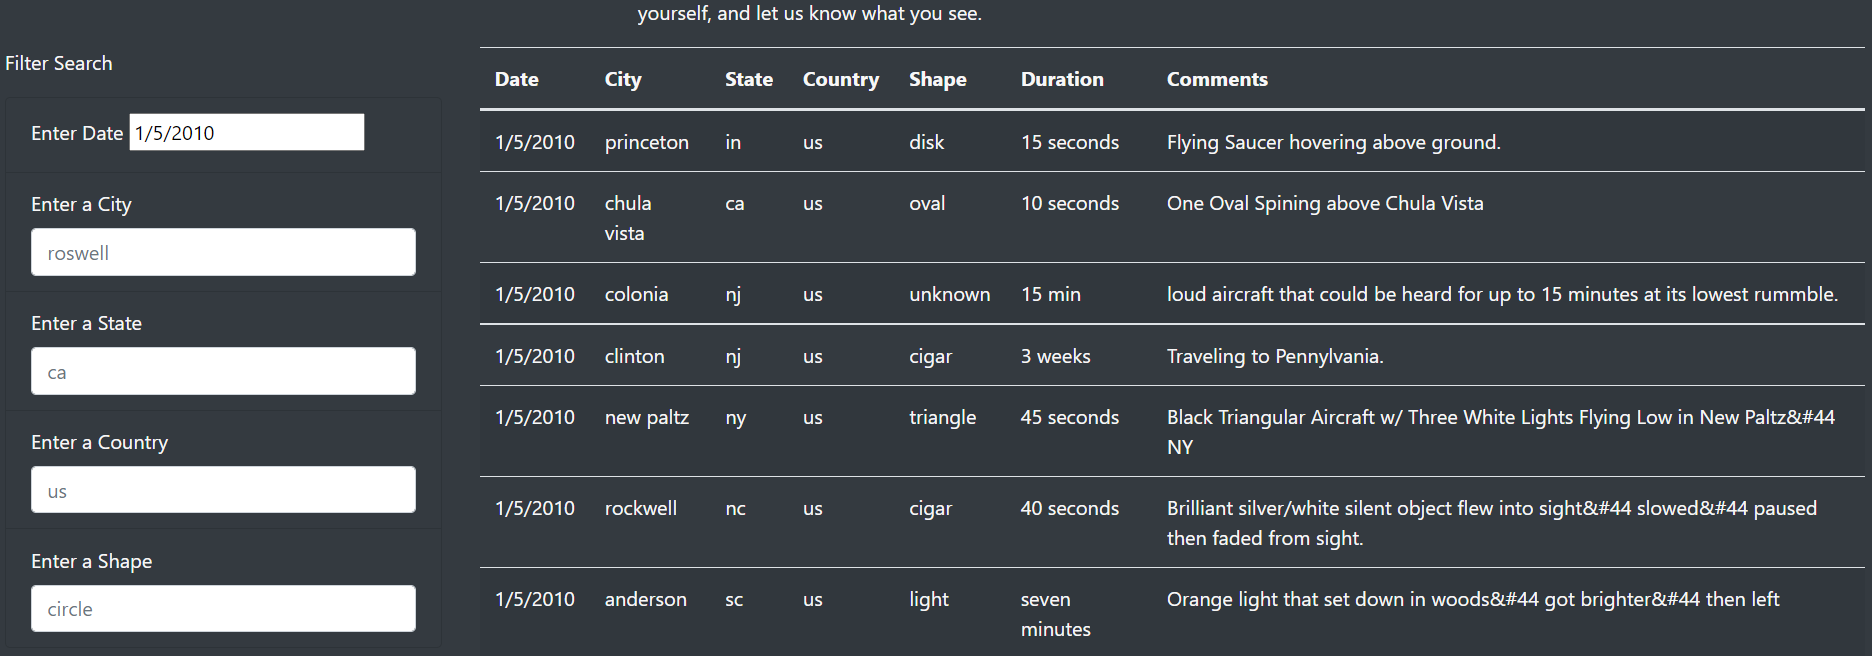 yourself, and let us know what you see.
Filter Search
Enter Date 1/5/2010
Enter a City
roswell
Enter a State
ca
Enter a Country
us
Enter a Shape
circle
Date City State Country Shape Duration Comments
1/5/2010 princeton in us disk 15 seconds Flying Saucer hovering above ground.
1/5/2010 chula ca us oval 10 seconds One Oval Spining above Chula Vista
vista
1/5/2010 colonia nj us unknown 15 min loud aircraft that could be heard for up to 15 minutes at its lowest rummble.
1/5/2010 clinton nj us cigar 3 weeks Traveling to Pennylvania.
1/5/2010 new paltz ny us triangle 45 seconds Black Triangular Aircraft w/ Three White Lights Flying Low in New Paltz&#44
NY
1/5/2010 rockwell nc us cigar 40 seconds Brilliant silver/white silent object flew into sight&#44 slowed&#44 paused
then faded from sight.
1/5/2010 anderson sc us light seven Orange light that set down in woods&#44 got brighter&#44 then left
minutes